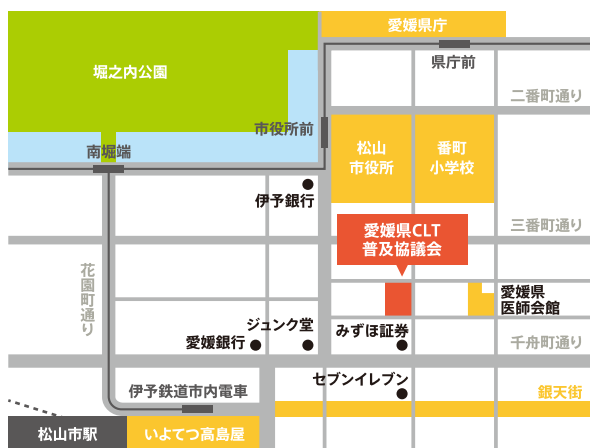 愛媛県庁
堀之内公園
県庁前
二番町通り
市役所前
南堀端
松山
市役所
番町
小学校
伊予銀行
三番町通り
愛媛県CLT
普及協議会
花園町通り
愛媛県
医師会館
ジュンク堂
愛媛銀行
みずほ証券
千舟町通り
セブンイレブン
伊予鉄道市内電車
銀天街
松山市駅
いよてつ高島屋